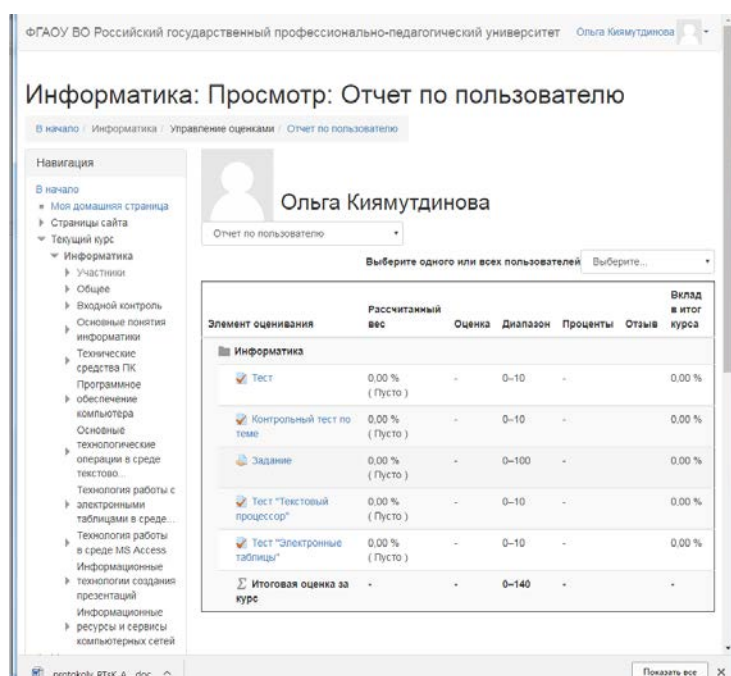 ФГАОУ ВО Российский государственный профессионально-педагогический университет Ольга Киямутдинова
Информатика: Просмотр: Отчет по пользователю
В начало / Информатика / Управление оценками / Отчет по пользователю
Навигация
В начало
Моя домашняя страница
Страницы сайта
Текущий курс
Информатика
Участники
Общее
Входной контроль
Основные понятия
информатики
Технические
средства ПК
Программное
обеспечение
компьютера
Основные
технологические
операции в среде
текстово...
Технология работы с
электронными
таблицами в среде...
Технология работы
в среде MS Access
Информационные
технологии создания
презентаций
Информационные
ресурсы и сервисы
компьютерных сетей
Ольга Киямутдинова
Отчет по пользователю
Выберите одного или всех пользователей Выберите...
Элемент оценивания Рассчитанный вес Оценка Диапазон Проценты Отзыв Вклад в итог курса
Информатика
Тест 0,00 % ( Пусто ) - 0–10 - 0,00 %
Контрольный тест по теме 0,00 % ( Пусто ) - 0–10 - 0,00 %
Задание 0,00 % ( Пусто ) - 0–100 - 0,00 %
Тест "Текстовый процессор" 0,00 % ( Пусто ) - 0–10 - 0,00 %
Тест "Электронные таблицы" 0,00 % ( Пусто ) - 0–10 - 0,00 %
∑ Итоговая оценка за курс - - 0–140 - -
Показать все